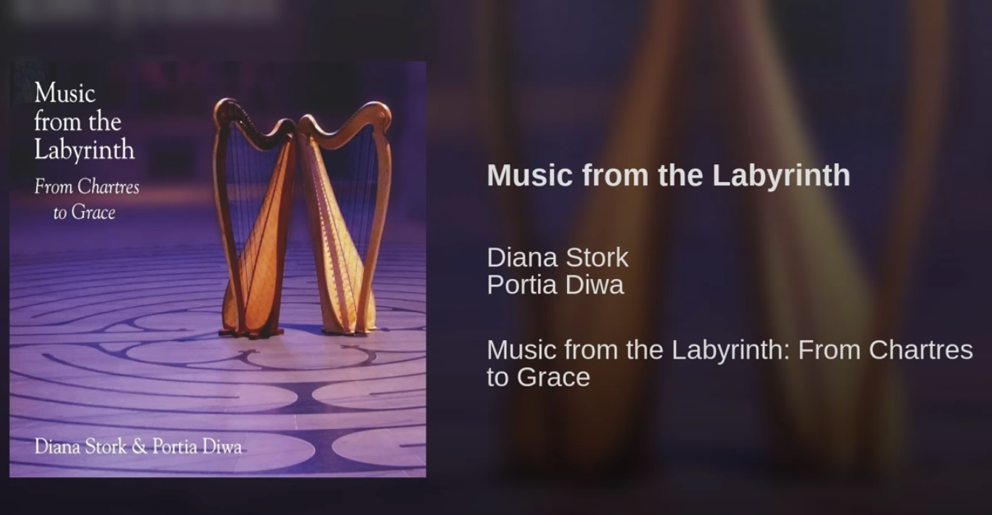 Music
from the
Labyrinth
From Chartres
to Grace
Diana Stork & Portia Diwa
Music from the Labyrinth
Diana Stork
Portia Diwa
Music from the Labyrinth: From Chartres
to Grace